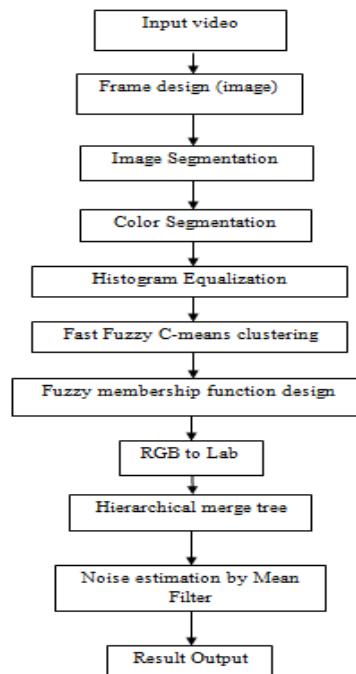 Input video
Frame design (image)
Image Segmentation
Color Segmentation
Histogram Equalization
Fast Fuzzy C-means clustering
Fuzzy membership function design
RGB to Lab
Hierarchical merge tree
Noise estimation by Mean
Filter
Result Output